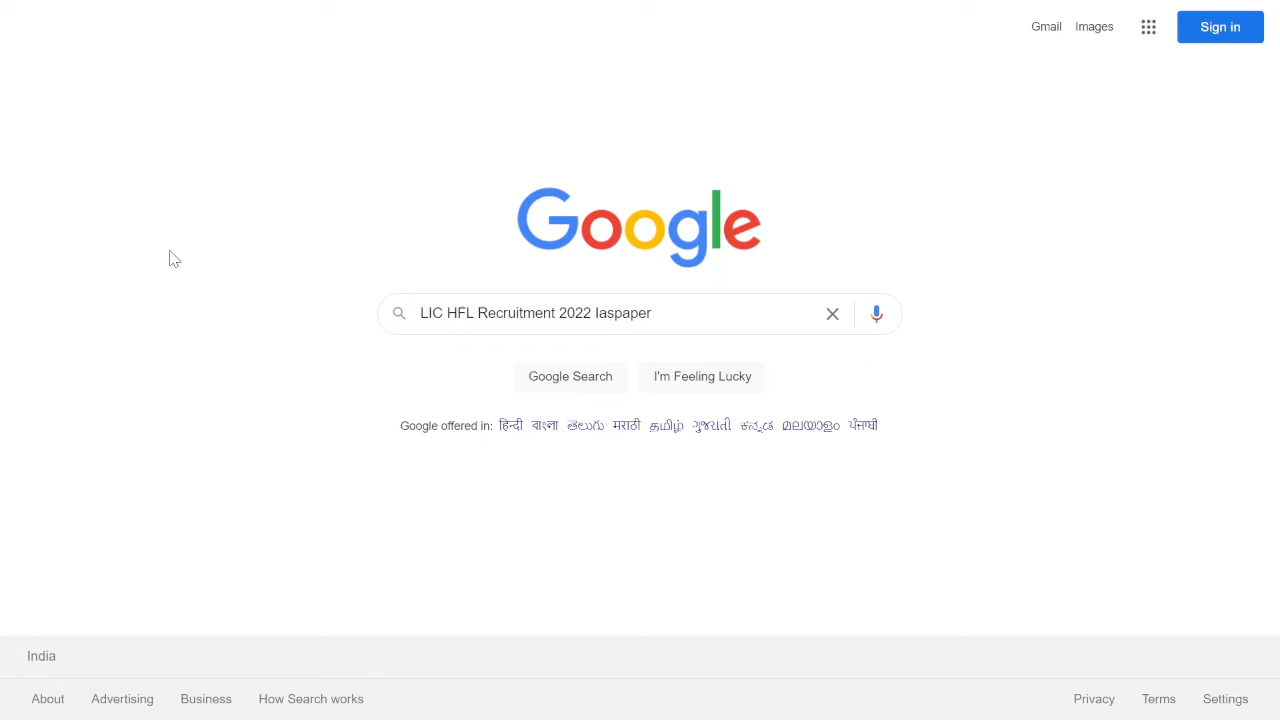 Gmail Images Sign in
Google
LIC HFL Recruitment 2022 Iaspaper
Google Search I'm Feeling Lucky
Google offered in: हिन्दी বাংলা తెలుగు मराठी தமிழ் ગુજરાતી ಕನ್ನಡ മലയാളം ਪੰਜਾਬੀ
India
About Advertising Business How Search works Privacy Terms Settings